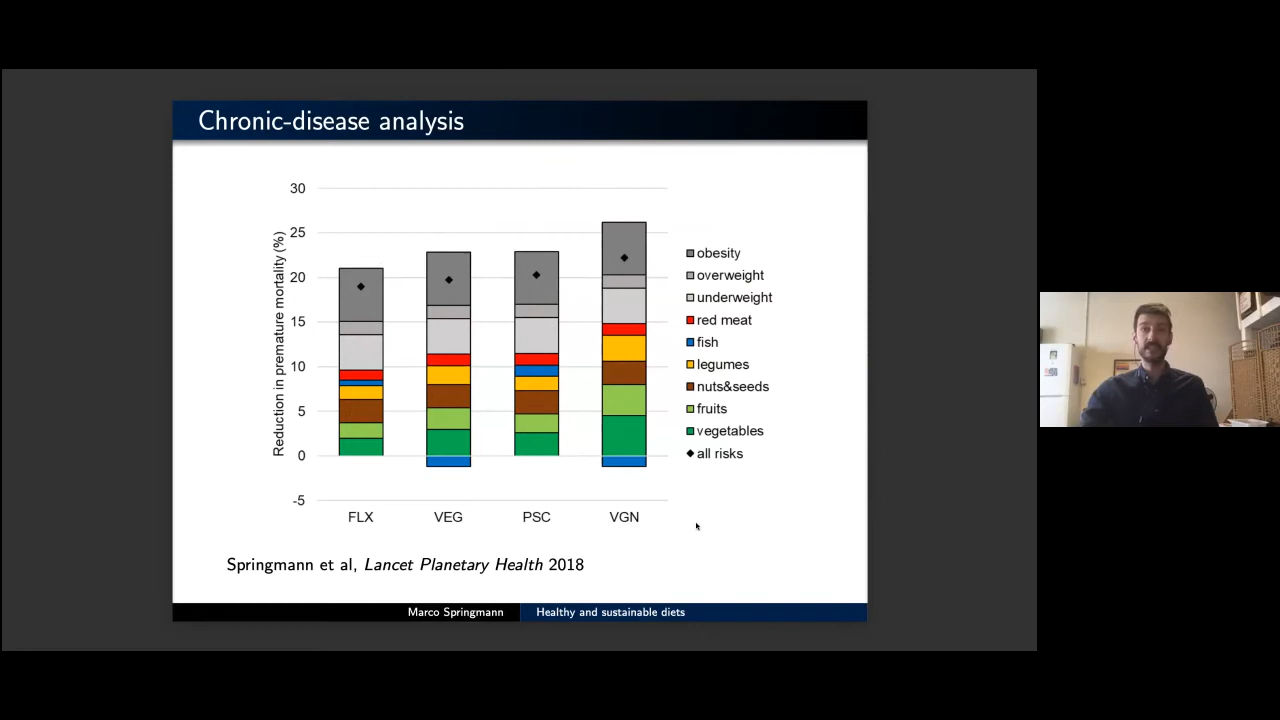 Chronic-disease analysis
Reduction in premature mortality (%)
30
25
20
15
10
5
0
-5
FLX VEG PSC VGN
obesity
overweight
underweight
red meat
fish
legumes
nuts&seeds
fruits
vegetables
all risks
Springmann et al, Lancet Planetary Health 2018
Marco Springmann Healthy and sustainable diets